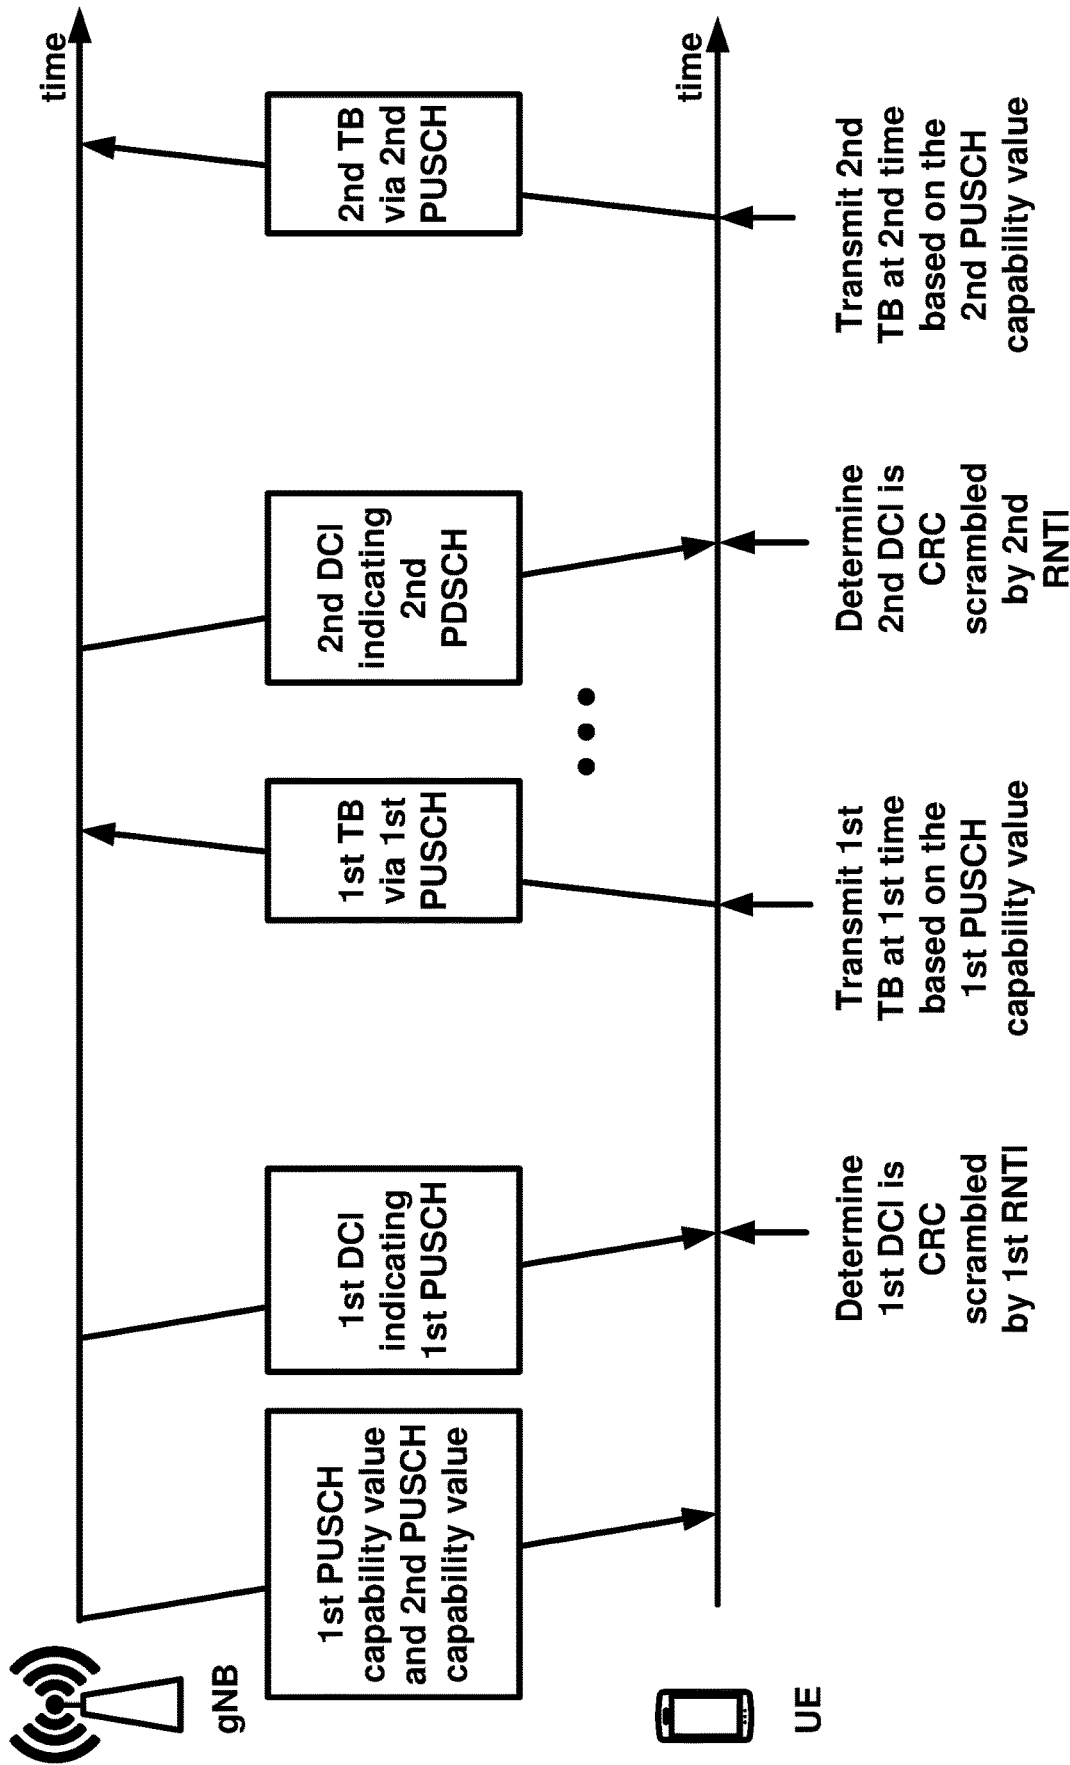 gNB
time
1st PUSCH
capability value
and 2nd PUSCH
capability value
1st DCI
indicating
1st PUSCH
1st TB
via 1st
PUSCH
2nd DCI
indicating
2nd
PDSCH
2nd TB
via 2nd
PUSCH
UE
time
Determine
1st DCI is
CRC
scrambled
by 1st RNTI
Transmit 1st
TB at 1st time
based on the
1st PUSCH
capability value
Determine
2nd DCI is
CRC
scrambled
by 2nd
RNTI
Transmit 2nd
TB at 2nd time
based on the
2nd PUSCH
capability value